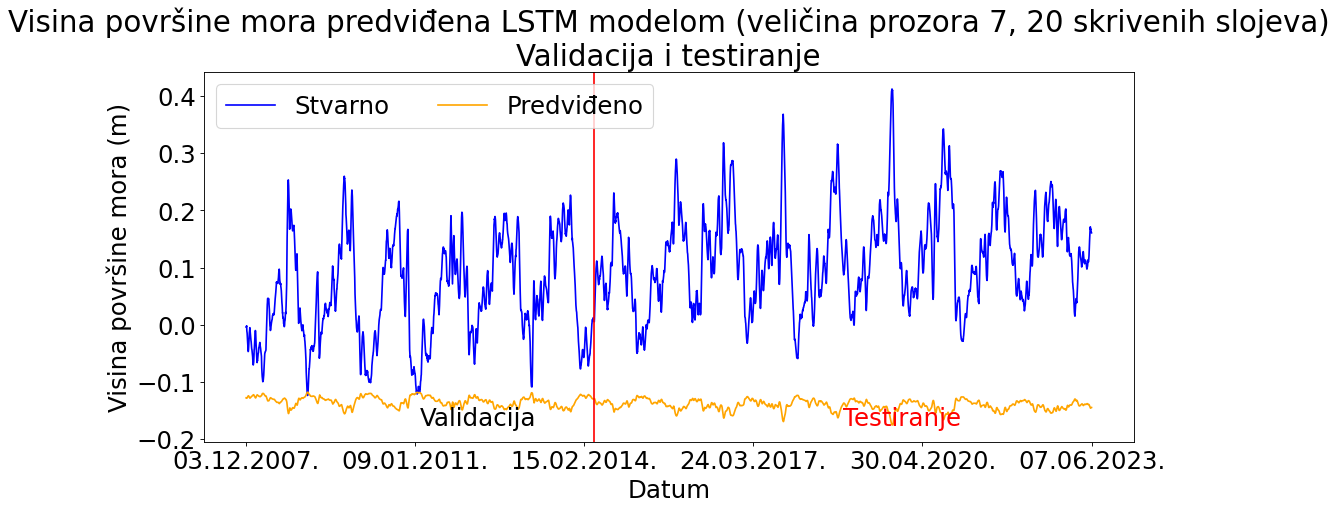 Visina površine mora predviđena LSTM modelom (veličina prozora 7, 20 skrivenih slojeva)
Validacija i testiranje
Stvarno Predviđeno
Visina površine mora (m)
0.4
0.3
0.2
0.1
0.0
−0.1
−0.2
Validacija Testiranje
03.12.2007. 09.01.2011. 15.02.2014. 24.03.2017. 30.04.2020. 07.06.2023.
Datum